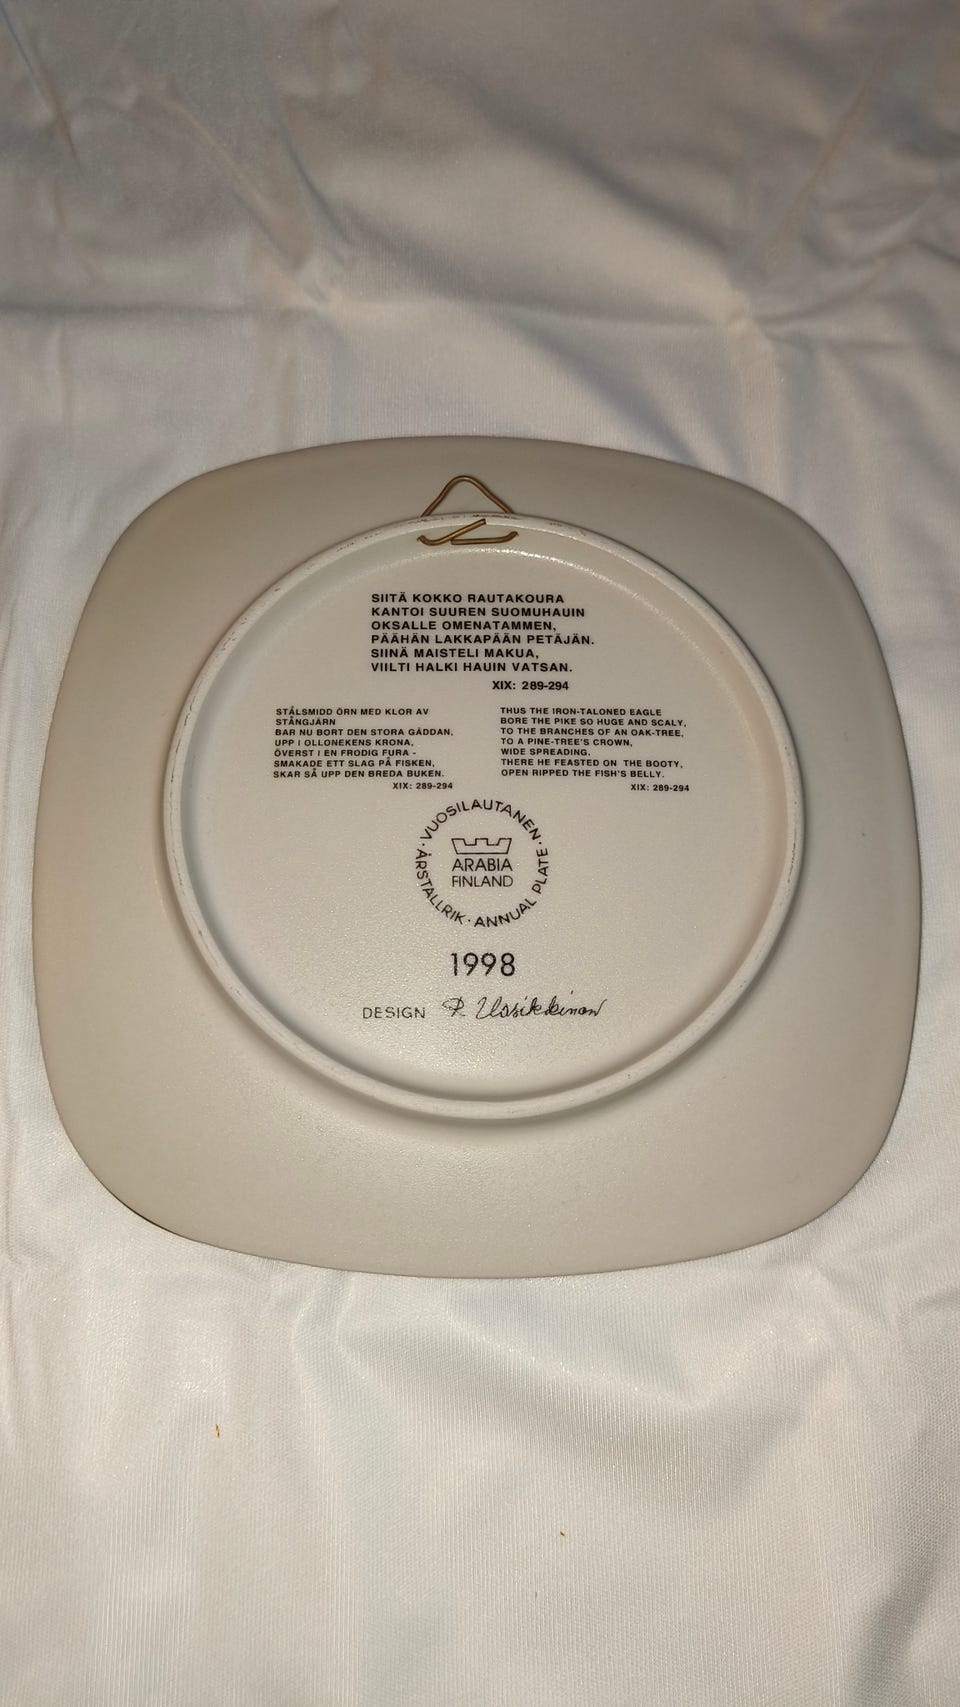 SIITÄ KOKKO RAUTAKOURA
KANTOI SUUREN SUOMUHAUIN
OKSALLE OMENATAMMEN,
PÄÄHÄN LAKKAPÄÄN PETÄJÄN.
SIINÄ MAISTELI MAKUA,
VIILTI HALKI HAUIN VATSAN.
XIX: 289-294
STÅLSMIDD ÖRN MED KLOR AV
STÅNGJÄRN
BAR NU BORT DEN STORA GÄDDAN,
UPP I OLLONEKENS KRONA,
ÖVERST I EN FRODIG FURA -
SMAKADE ETT SLAG PÅ FISKEN,
SKAR SÅ UPP DEN BREDA BUKEN.
XIX: 289-294
THUS THE IRON-TALONED EAGLE
BORE THE PIKE SO HUGE AND SCALY,
TO THE BRANCHES OF AN OAK-TREE,
TO A PINE-TREE'S CROWN,
WIDE SPREADING.
THERE HE FEASTED ON THE BOOTY,
OPEN RIPPED THE FISH'S BELLY.
XIX: 289-294
· VUOSILAUTANEN · ANNUAL PLATE · ÅRSTALLRIK
ARABIA
FINLAND
1998
DESIGN R. Uosikkinen